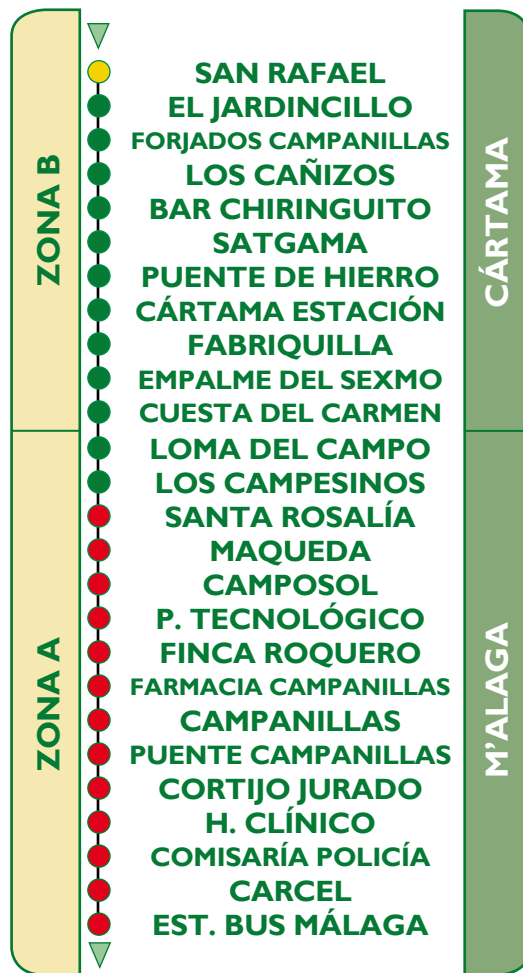 ZONA B
CÁRTAMA
SAN RAFAEL
EL JARDINCILLO
FORJADOS CAMPANILLAS
LOS CAÑIZOS
BAR CHIRINGUITO
SATGAMA
PUENTE DE HIERRO
CÁRTAMA ESTACIÓN
FABRIQUILLA
EMPALME DEL SEXMO
CUESTA DEL CARMEN
ZONA A
M'ALAGA
LOMA DEL CAMPO
LOS CAMPESINOS
SANTA ROSALÍA
MAQUEDA
CAMPOSOL
P. TECNOLÓGICO
FINCA ROQUERO
FARMACIA CAMPANILLAS
CAMPANILLAS
PUENTE CAMPANILLAS
CORTIJO JURADO
H. CLÍNICO
COMISARÍA POLICÍA
CARCEL
EST. BUS MÁLAGA